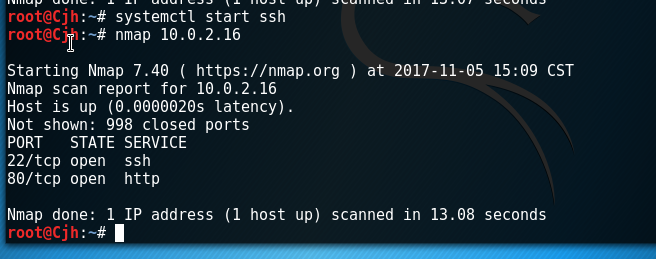 Nmap done: 1 IP address (1 host up) scanned in 13.07 seconds
root@Cjh:~# systemctl start ssh
root@Cjh:~# nmap 10.0.2.16
Starting Nmap 7.40 ( https://nmap.org ) at 2017-11-05 15:09 CST
Nmap scan report for 10.0.2.16
Host is up (0.0000020s latency).
Not shown: 998 closed ports
PORT   STATE SERVICE
22/tcp open  ssh
80/tcp open  http
Nmap done: 1 IP address (1 host up) scanned in 13.08 seconds
root@Cjh:~#